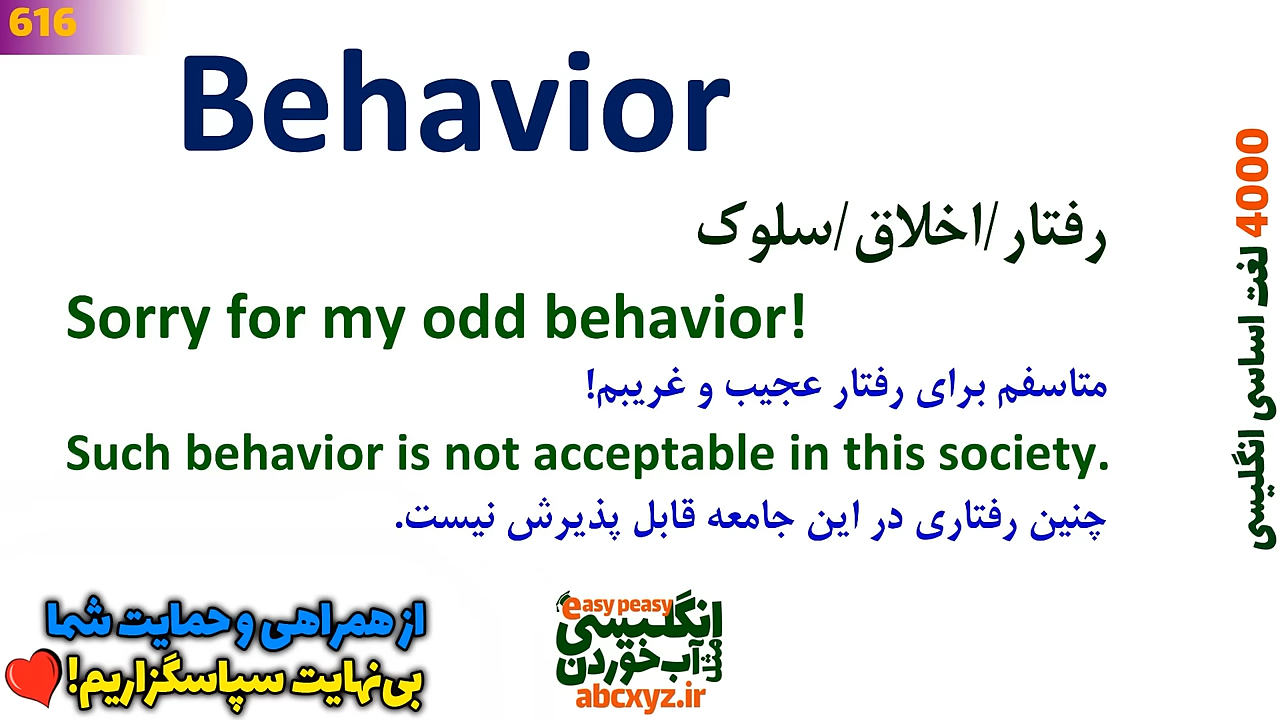 616
Behavior
رفتار/اخلاق/سلوک
Sorry for my odd behavior!
متاسفم برای رفتار عجیب و غریبم!
Such behavior is not acceptable in this society.
چنین رفتاری در این جامعه قابل پذیرش نیست.
4000 لغت اساسی انگلیسی
از همراهی و حمایت شما
بی‌نهایت سپاسگزاریم!
easy peasy
انگلیسی
مثل آب خوردن
abcxyz.ir